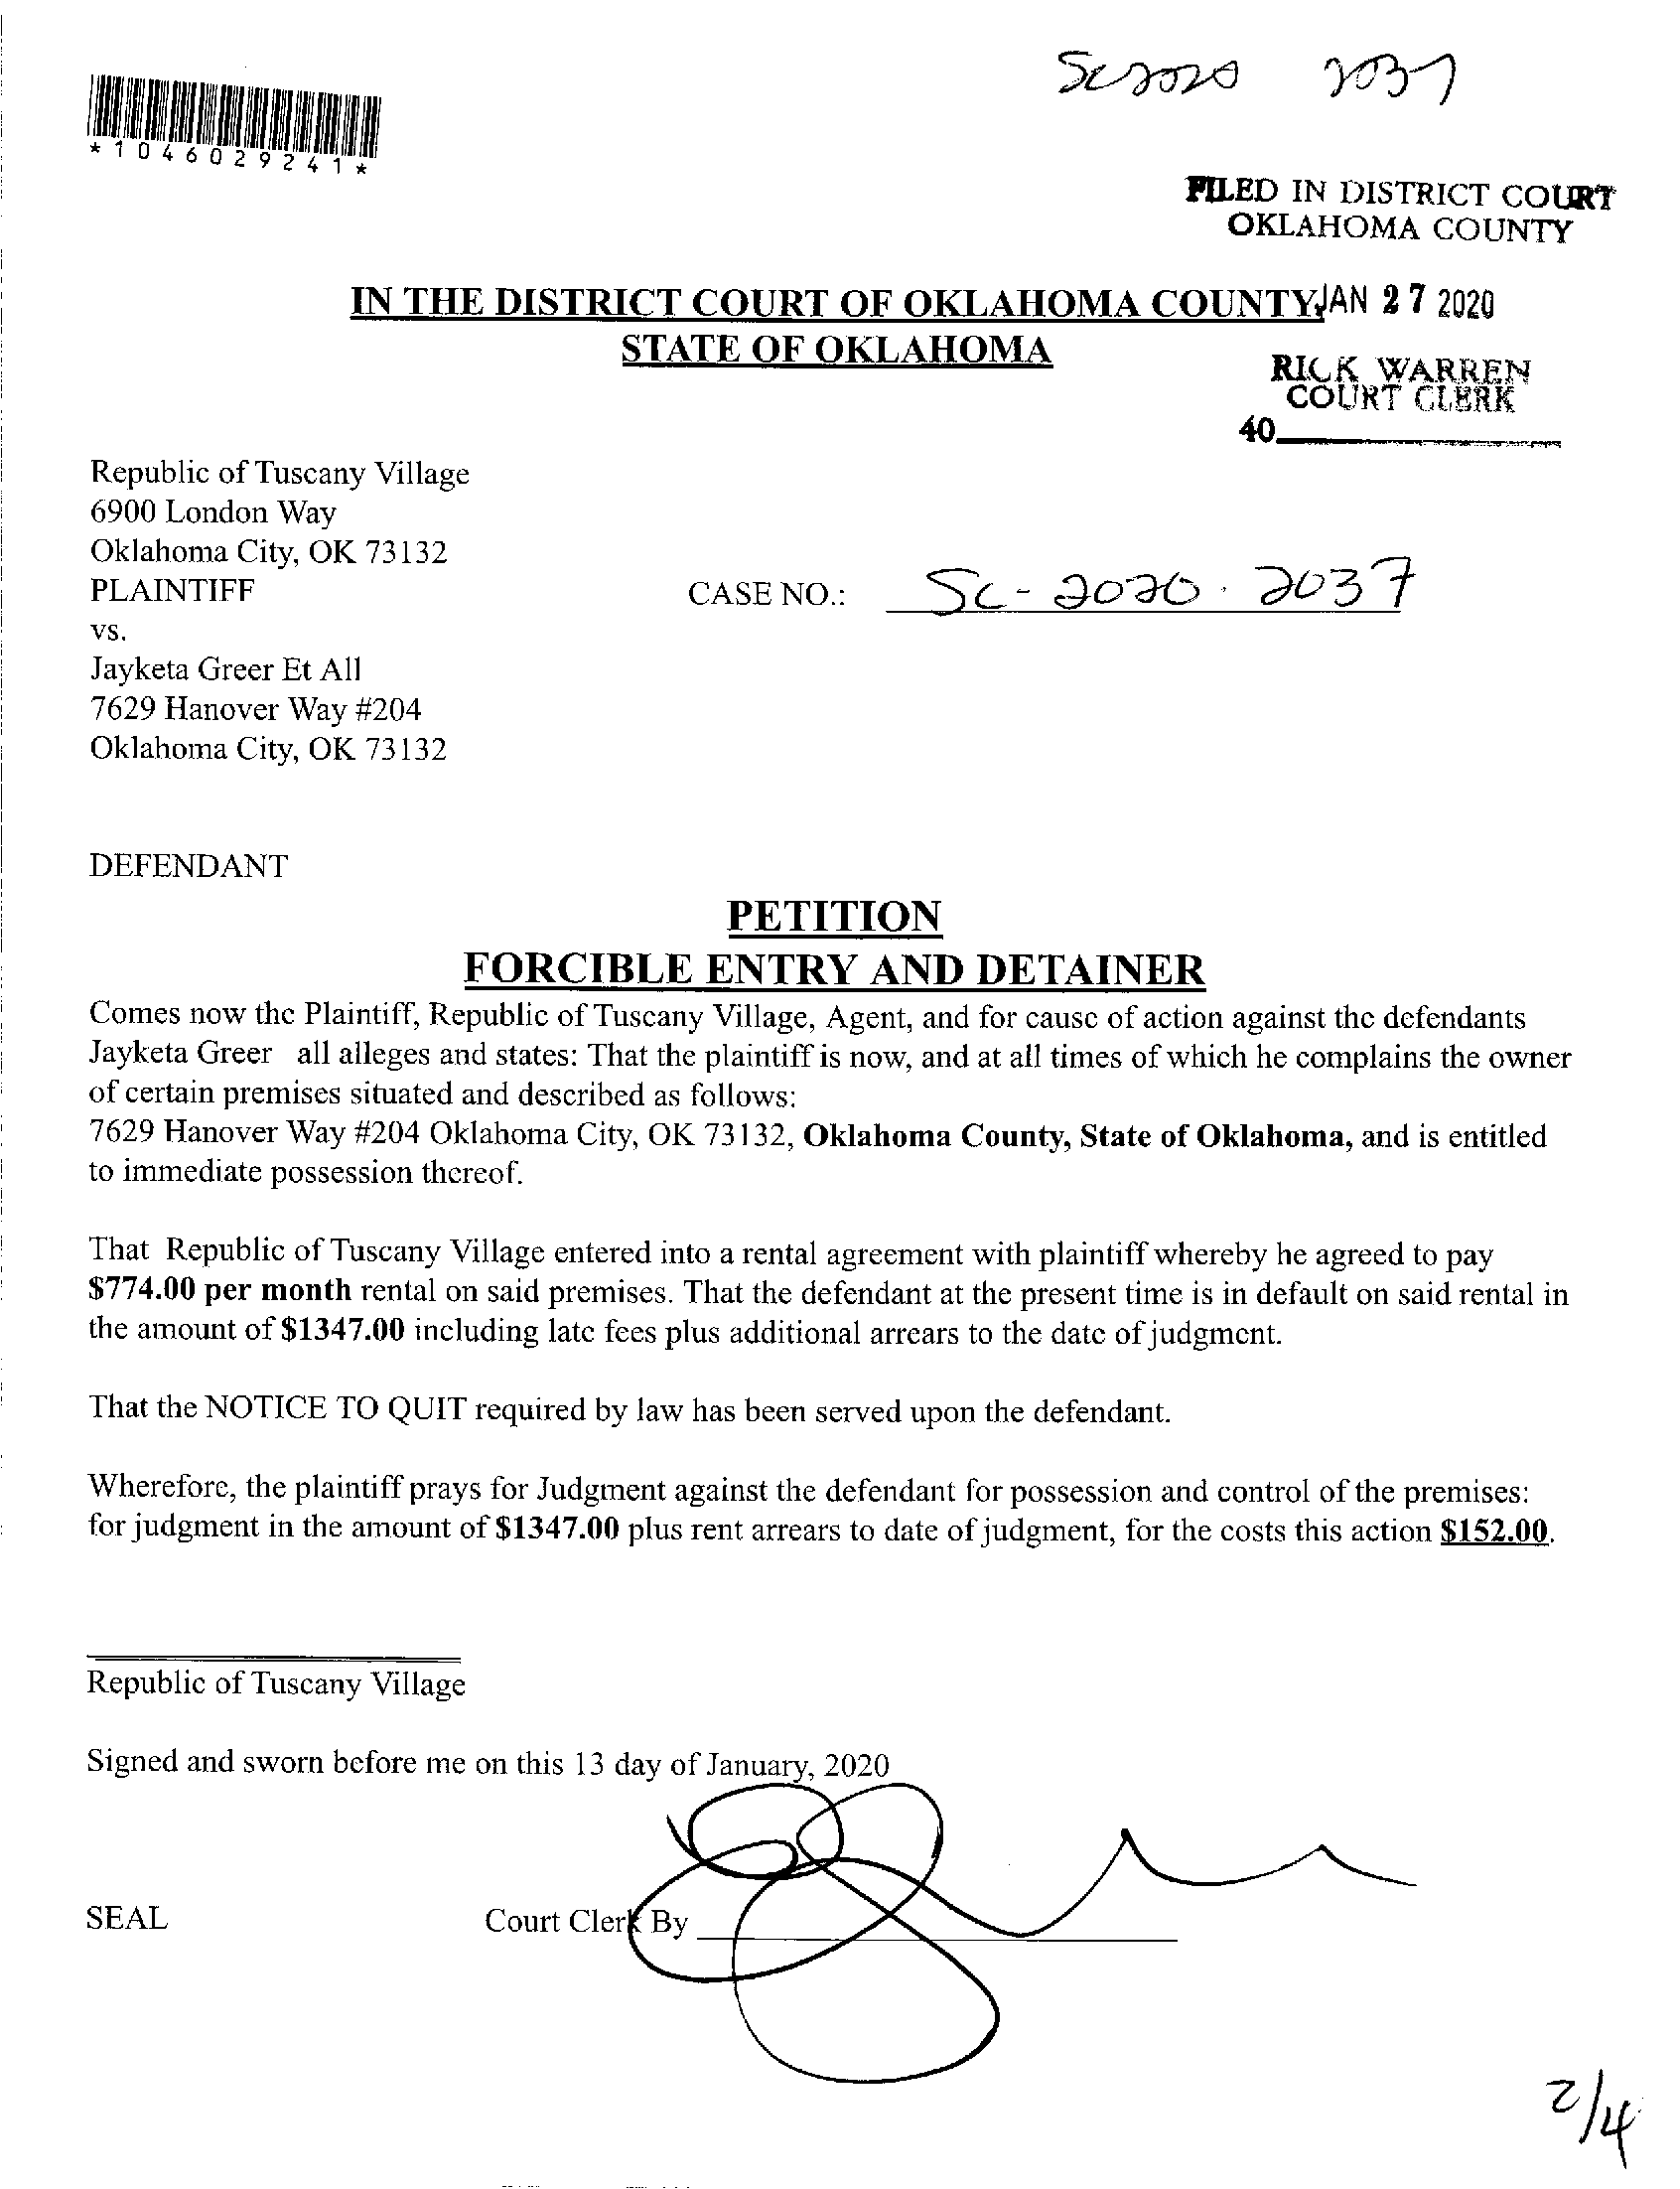 SC2020 2037
*1046029241*
FILED IN DISTRICT COURT
OKLAHOMA COUNTY
IN THE DISTRICT COURT OF OKLAHOMA COUNTY, JAN 27 2020
STATE OF OKLAHOMA
RICK WARREN
COURT CLERK
40
Republic of Tuscany Village
6900 London Way
Oklahoma City, OK 73132
PLAINTIFF
CASE NO.: SC-2020-2037
vs.
Jayketa Greer Et All
7629 Hanover Way #204
Oklahoma City, OK 73132
DEFENDANT
PETITION
FORCIBLE ENTRY AND DETAINER
Comes now the Plaintiff, Republic of Tuscany Village, Agent, and for cause of action against the defendants
Jayketa Greer all alleges and states: That the plaintiff is now, and at all times of which he complains the owner
of certain premises situated and described as follows:
7629 Hanover Way #204 Oklahoma City, OK 73132, Oklahoma County, State of Oklahoma, and is entitled
to immediate possession thereof.
That Republic of Tuscany Village entered into a rental agreement with plaintiff whereby he agreed to pay
$774.00 per month rental on said premises. That the defendant at the present time is in default on said rental in
the amount of $1347.00 including late fees plus additional arrears to the date of judgment.
That the NOTICE TO QUIT required by law has been served upon the defendant.
Wherefore, the plaintiff prays for Judgment against the defendant for possession and control of the premises:
for judgment in the amount of $1347.00 plus rent arrears to date of judgment, for the costs this action $152.00.
Republic of Tuscany Village
Signed and sworn before me on this 13 day of January, 2020
SEAL
Court Clerk By
2/4